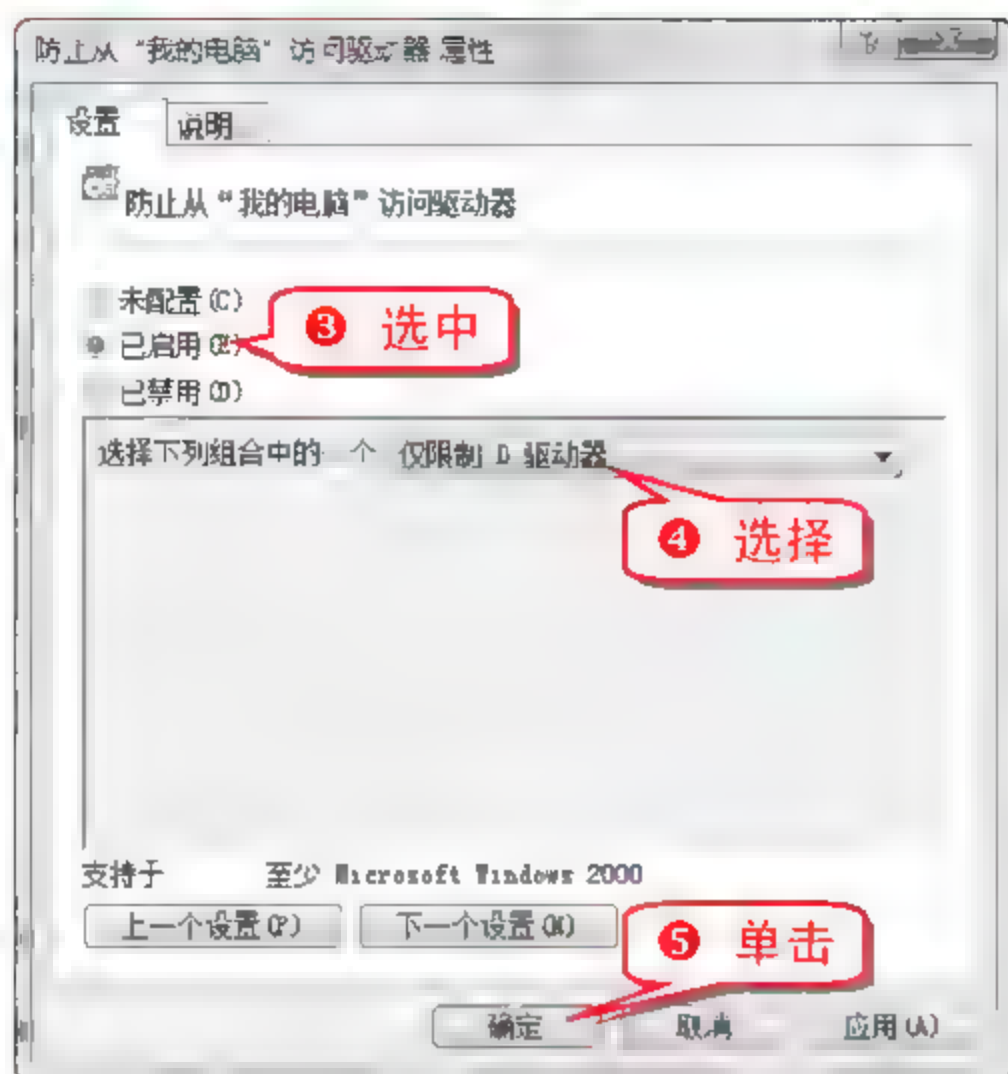 防止从“我的电脑”访问驱动器 属性
设置 说明
防止从“我的电脑”访问驱动器
未配置(C)
❸ 选中
已启用(E)
已禁用(D)
选择下列组合中的 个 仅限制 D 驱动器
❹ 选择
支持于 至少 Microsoft Windows 2000
上一个设置(P) 下一个设置(N)
❺ 单击
确定 取消 应用(A)